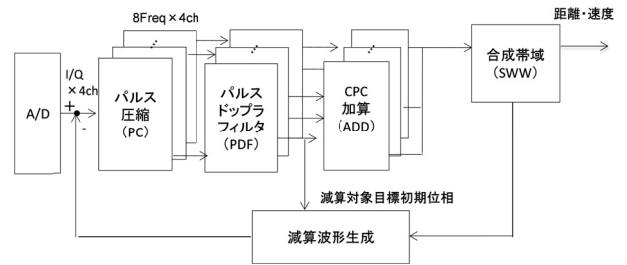 8Freq×4ch
距離・速度
I/Q
×4ch
+
-
A/D
パルス
圧縮
(PC)
パルス
ドップラ
フィルタ
(PDF)
CPC
加算
(ADD)
合成帯域
(SWW)
減算対象目標初期位相
減算波形生成